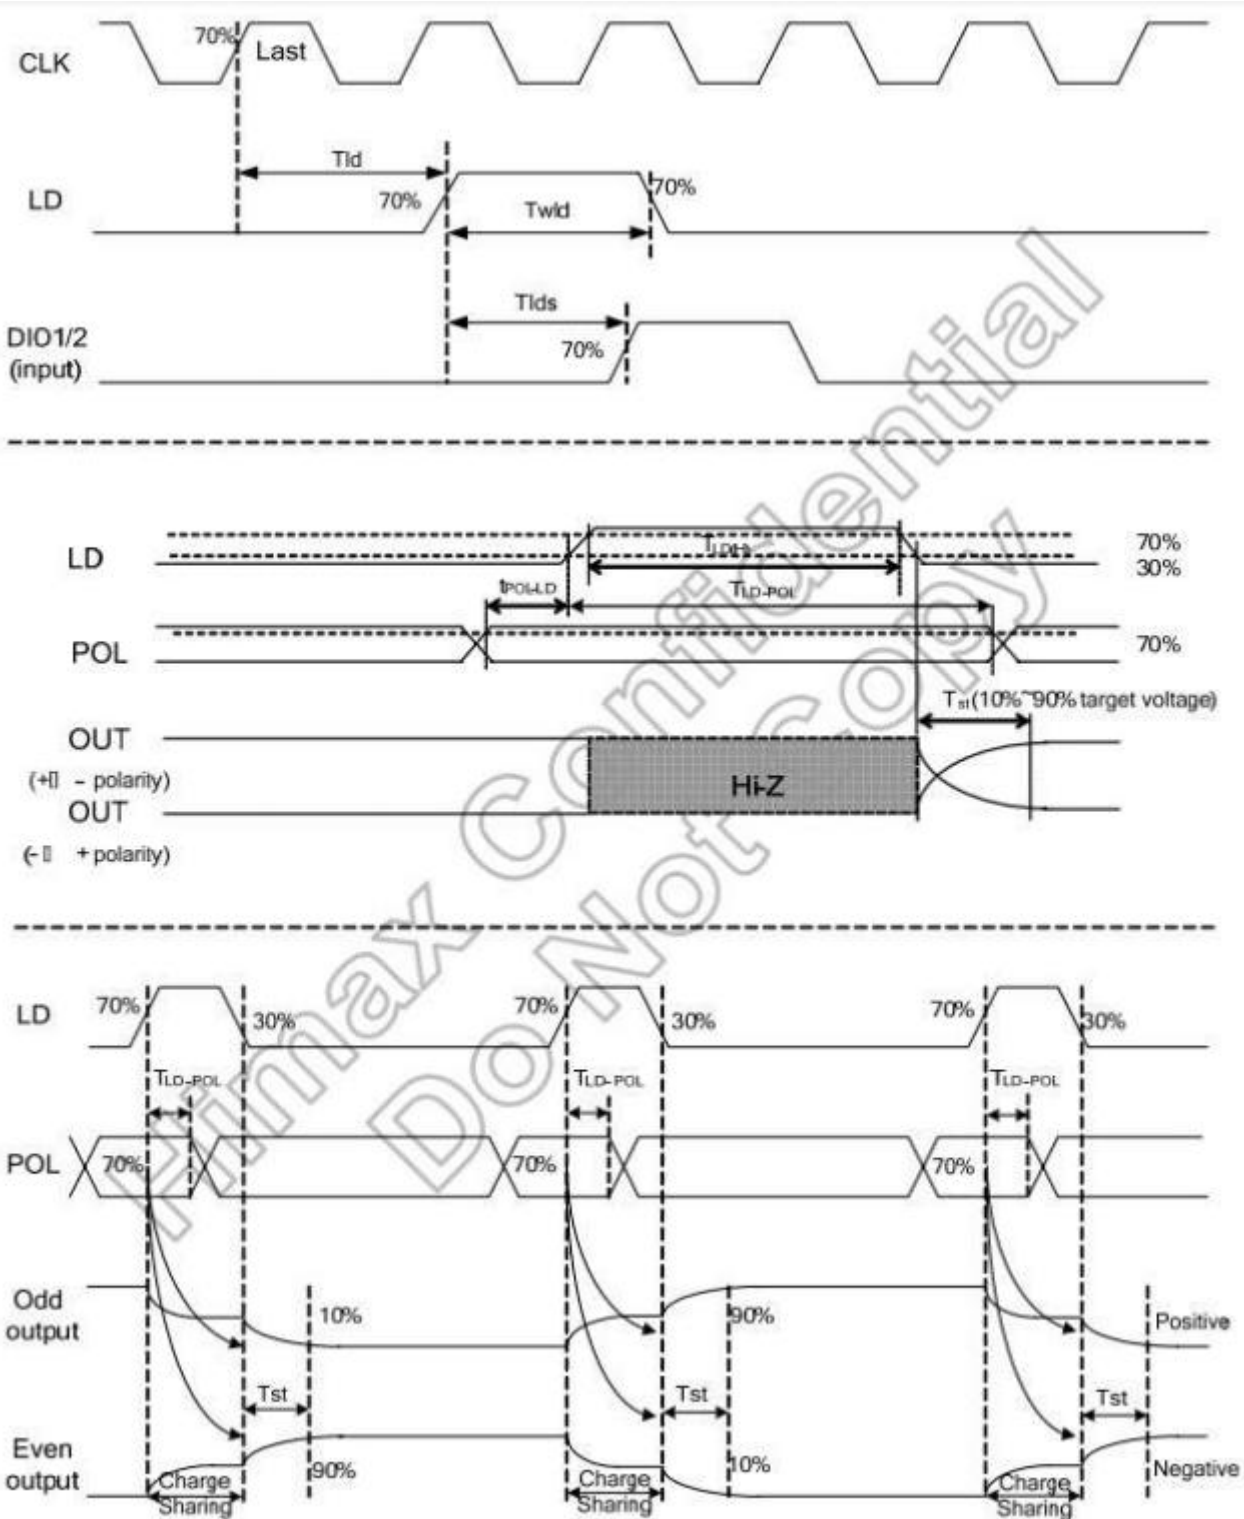 CLK
70%
Last
Tld
LD
70%
70%
Twld
Tlds
DIO1/2
(input)
70%
LD
TLDH
70%
30%
tPOL-LD
TLD-POL
POL
70%
Tst (10%~90% target voltage)
OUT
(+ - polarity)
Hi-Z
OUT
(- + polarity)
LD
70%
30%
70%
30%
70%
30%
TLD-POL
TLD-POL
TLD-POL
POL
70%
70%
70%
Odd
output
10%
90%
Positive
Tst
Tst
Tst
Even
output
90%
10%
Negative
Charge
Sharing
Charge
Sharing
Charge
Sharing
Himax Confidential
Do Not Copy